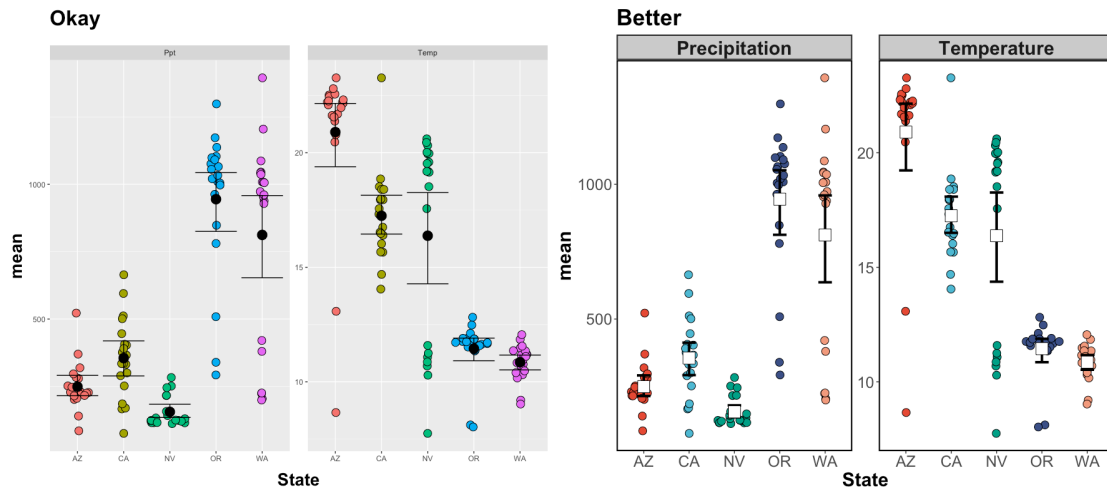 Okay
Ppt
Temp
mean
1000
500
20
15
10
AZ
CA
NV
OR
WA
AZ
CA
NV
OR
WA
State
Better
Precipitation
Temperature
mean
1000
500
20
15
10
AZ
CA
NV
OR
WA
AZ
CA
NV
OR
WA
State